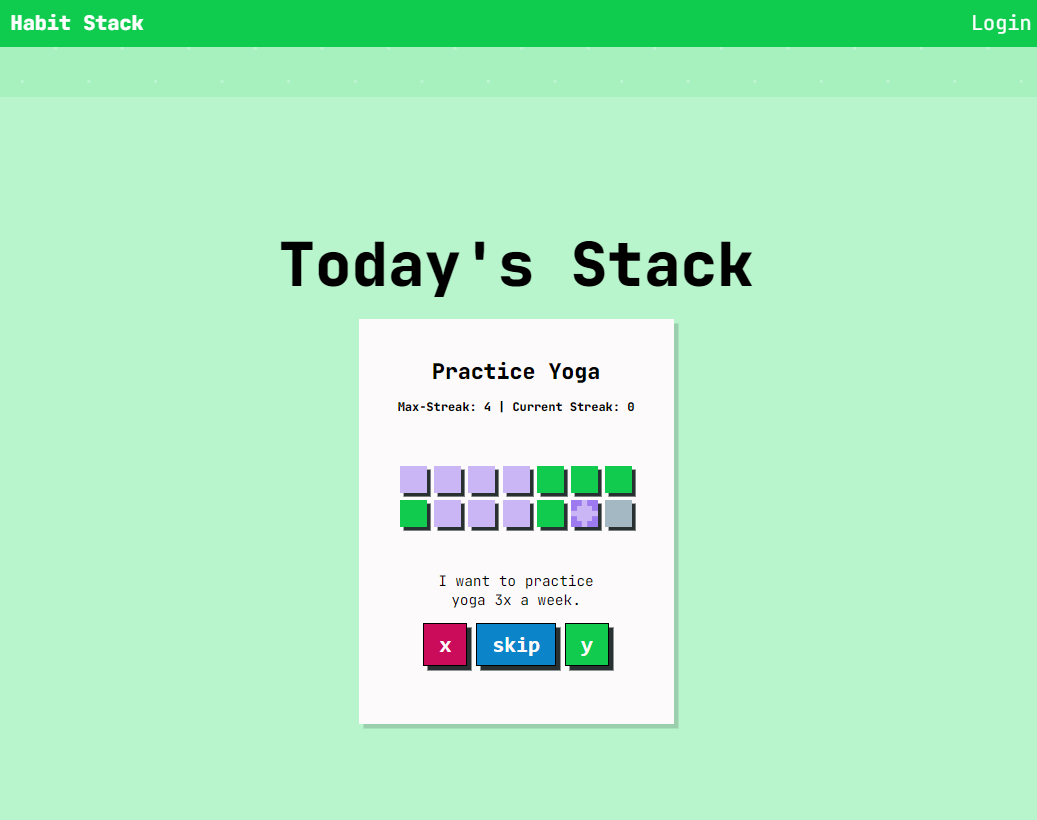 Habit Stack
Login
Today's Stack
Practice Yoga
Max-Streak: 4 | Current Streak: 0
I want to practice
yoga 3x a week.
x
skip
y